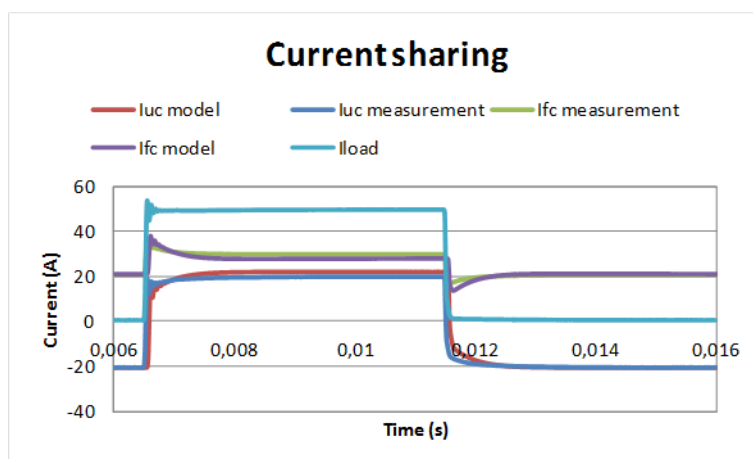 Current sharing
Iuc model Iuc measurement Ifc measurement
Ifc model Iload
60
40
20
0
-20
-40
0,006 0,008 0,01 0,012 0,014 0,016
Current (A)
Time (s)